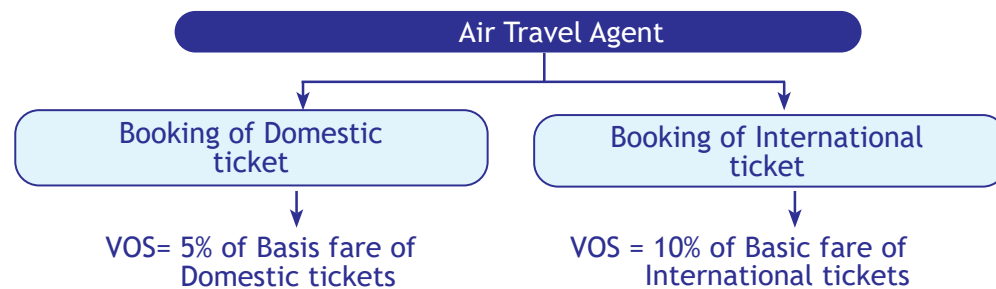 Air Travel Agent
Booking of Domestic
ticket
Booking of International
ticket
VOS= 5% of Basis fare of
Domestic tickets
VOS = 10% of Basic fare of
International tickets